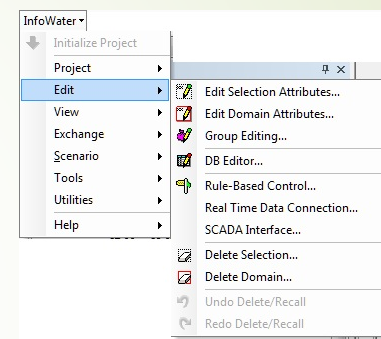 InfoWater
Initialize Project
Project
Edit
View
Exchange
Scenario
Tools
Utilities
Help
Edit Selection Attributes...
Edit Domain Attributes...
Group Editing...
DB Editor...
Rule-Based Control...
Real Time Data Connection...
SCADA Interface...
Delete Selection...
Delete Domain...
Undo Delete/Recall
Redo Delete/Recall